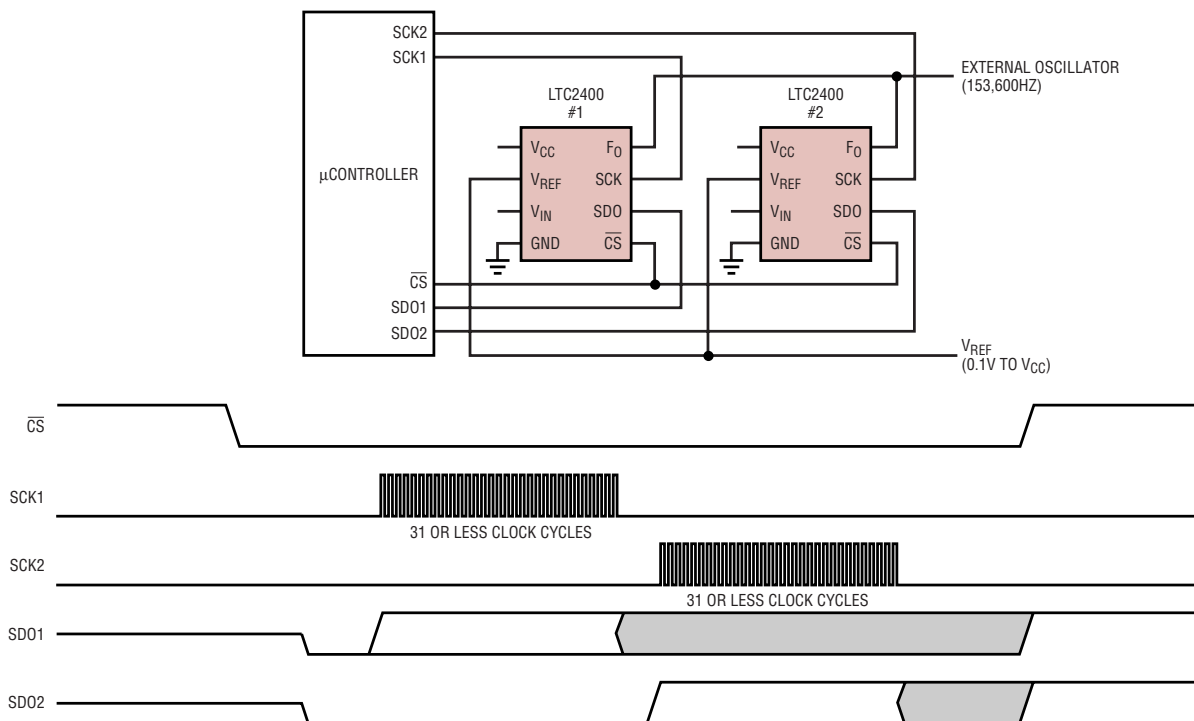 SCK2
SCK1
µCONTROLLER
CS
SDO1
SDO2
LTC2400
#1
VCC
VREF
VIN
GND
FO
SCK
SDO
CS
LTC2400
#2
VCC
VREF
VIN
GND
FO
SCK
SDO
CS
EXTERNAL OSCILLATOR
(153,600HZ)
VREF
(0.1V TO VCC)
CS
SCK1
31 OR LESS CLOCK CYCLES
SCK2
31 OR LESS CLOCK CYCLES
SDO1
SDO2